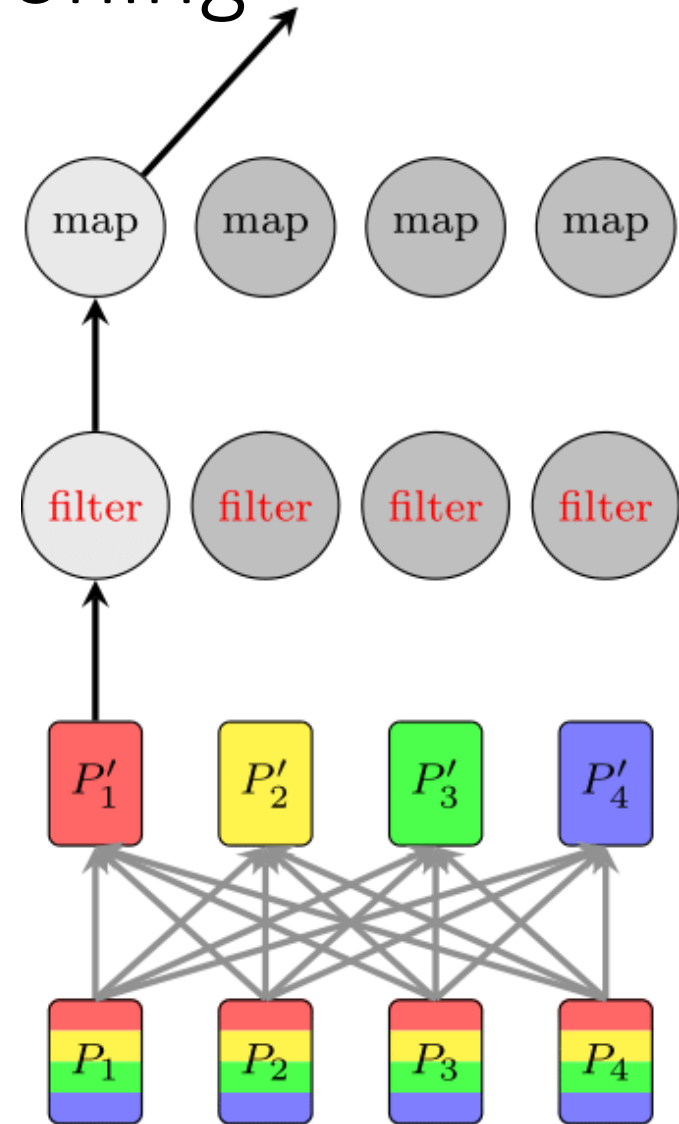 map map map map
filter filter filter filter
P′₁ P′₂ P′₃ P′₄
P₁ P₂ P₃ P₄